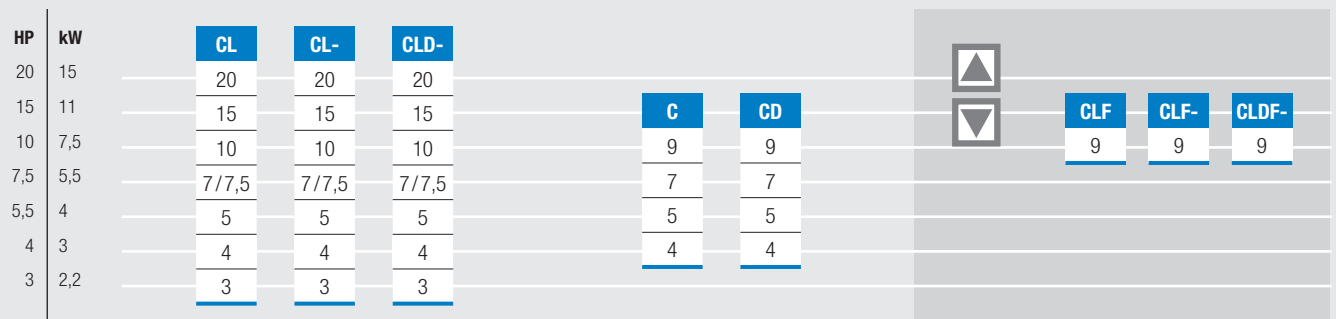 HP kW CL CL- CLD-
20 15 20 20 20
15 11 15 15 15 C CD CLF CLF- CLDF-
10 7,5 10 10 10 9 9 9 9 9
7,5 5,5 7/7,5 7/7,5 7/7,5 7 7
5,5 4 5 5 5 5 5
4 3 4 4 4 4 4
3 2,2 3 3 3